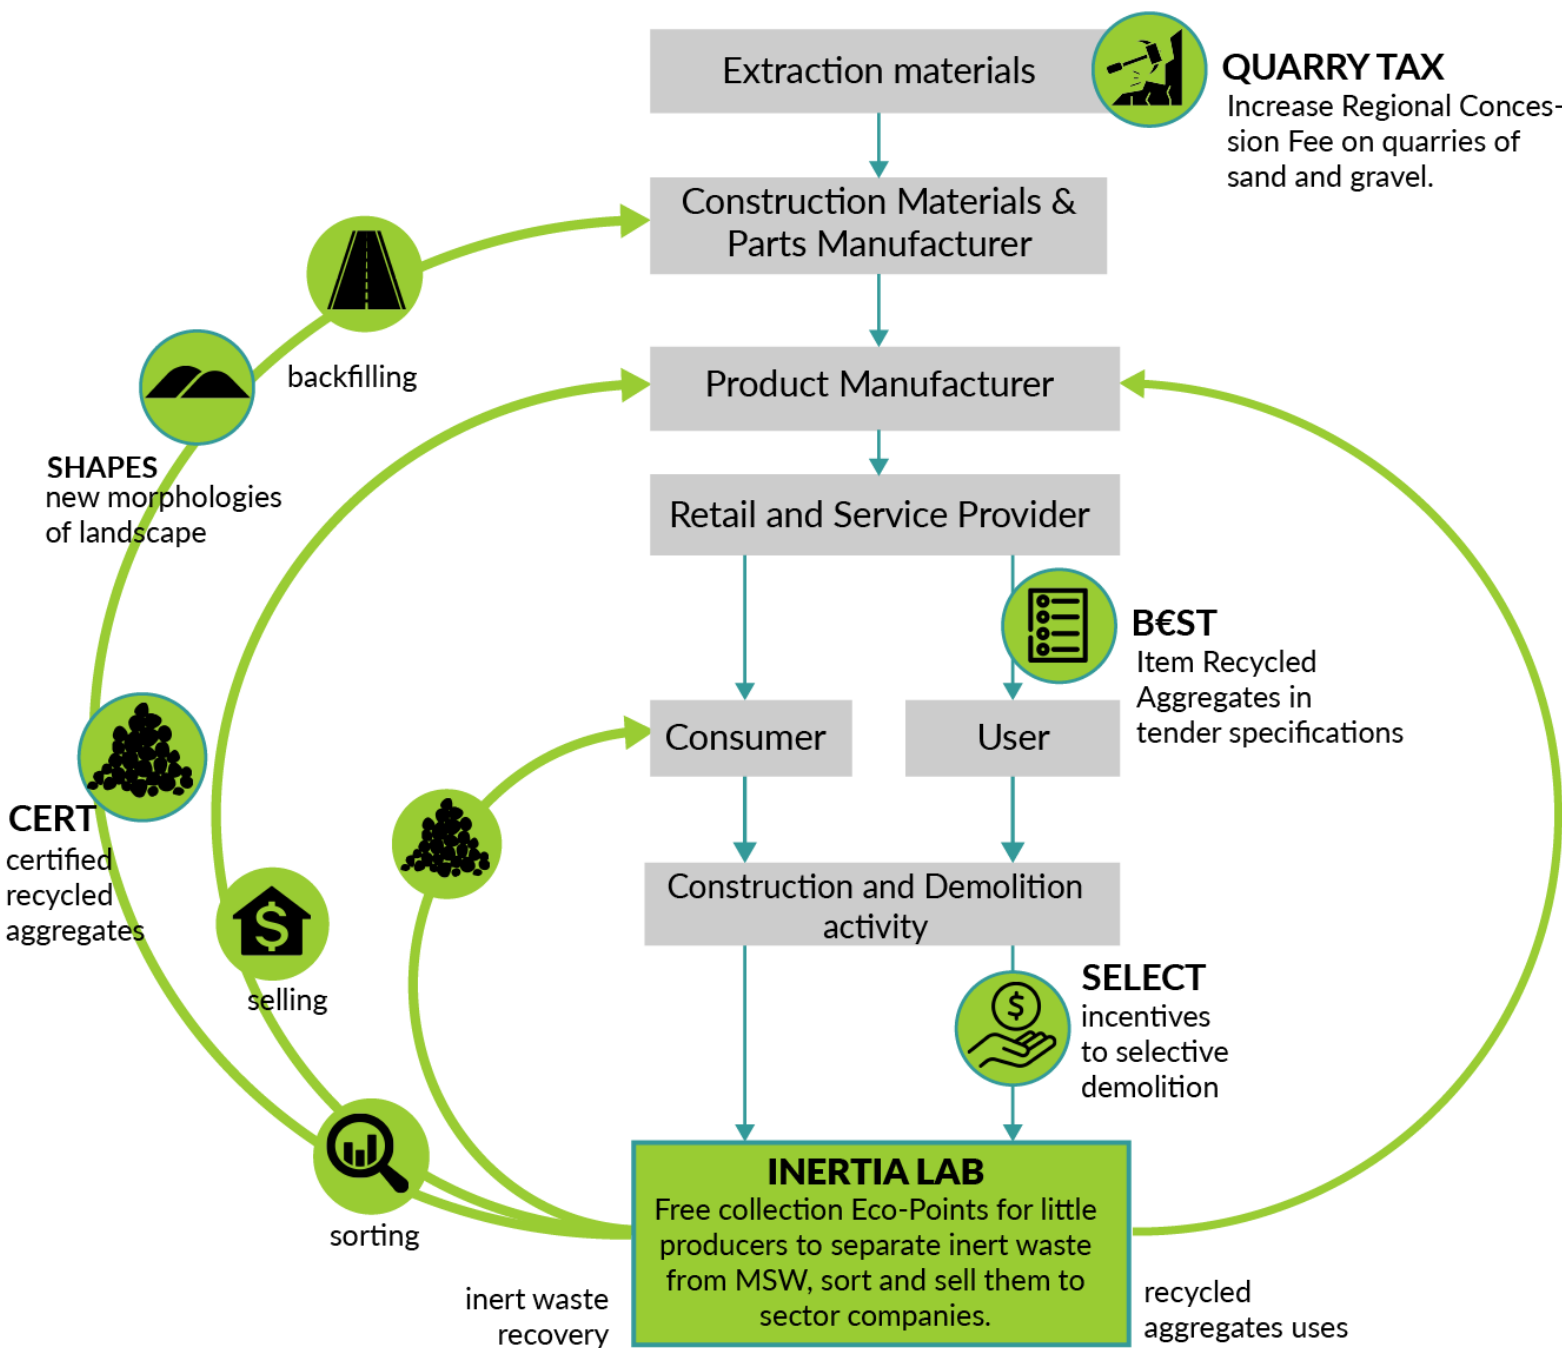 Extraction materials
QUARRY TAX
Increase Regional Conces-
sion Fee on quarries of
sand and gravel.
Construction Materials &
Parts Manufacturer
backfilling
Product Manufacturer
SHAPES
new morphologies
of landscape
Retail and Service Provider
B€ST
Item Recycled
Aggregates in
tender specifications
Consumer
User
CERT
certified
recycled
aggregates
Construction and Demolition
activity
$
selling
SELECT
incentives
to selective
demolition
$
sorting
INERTIA LAB
Free collection Eco-Points for little
producers to separate inert waste
from MSW, sort and sell them to
sector companies.
inert waste
recovery
recycled
aggregates uses